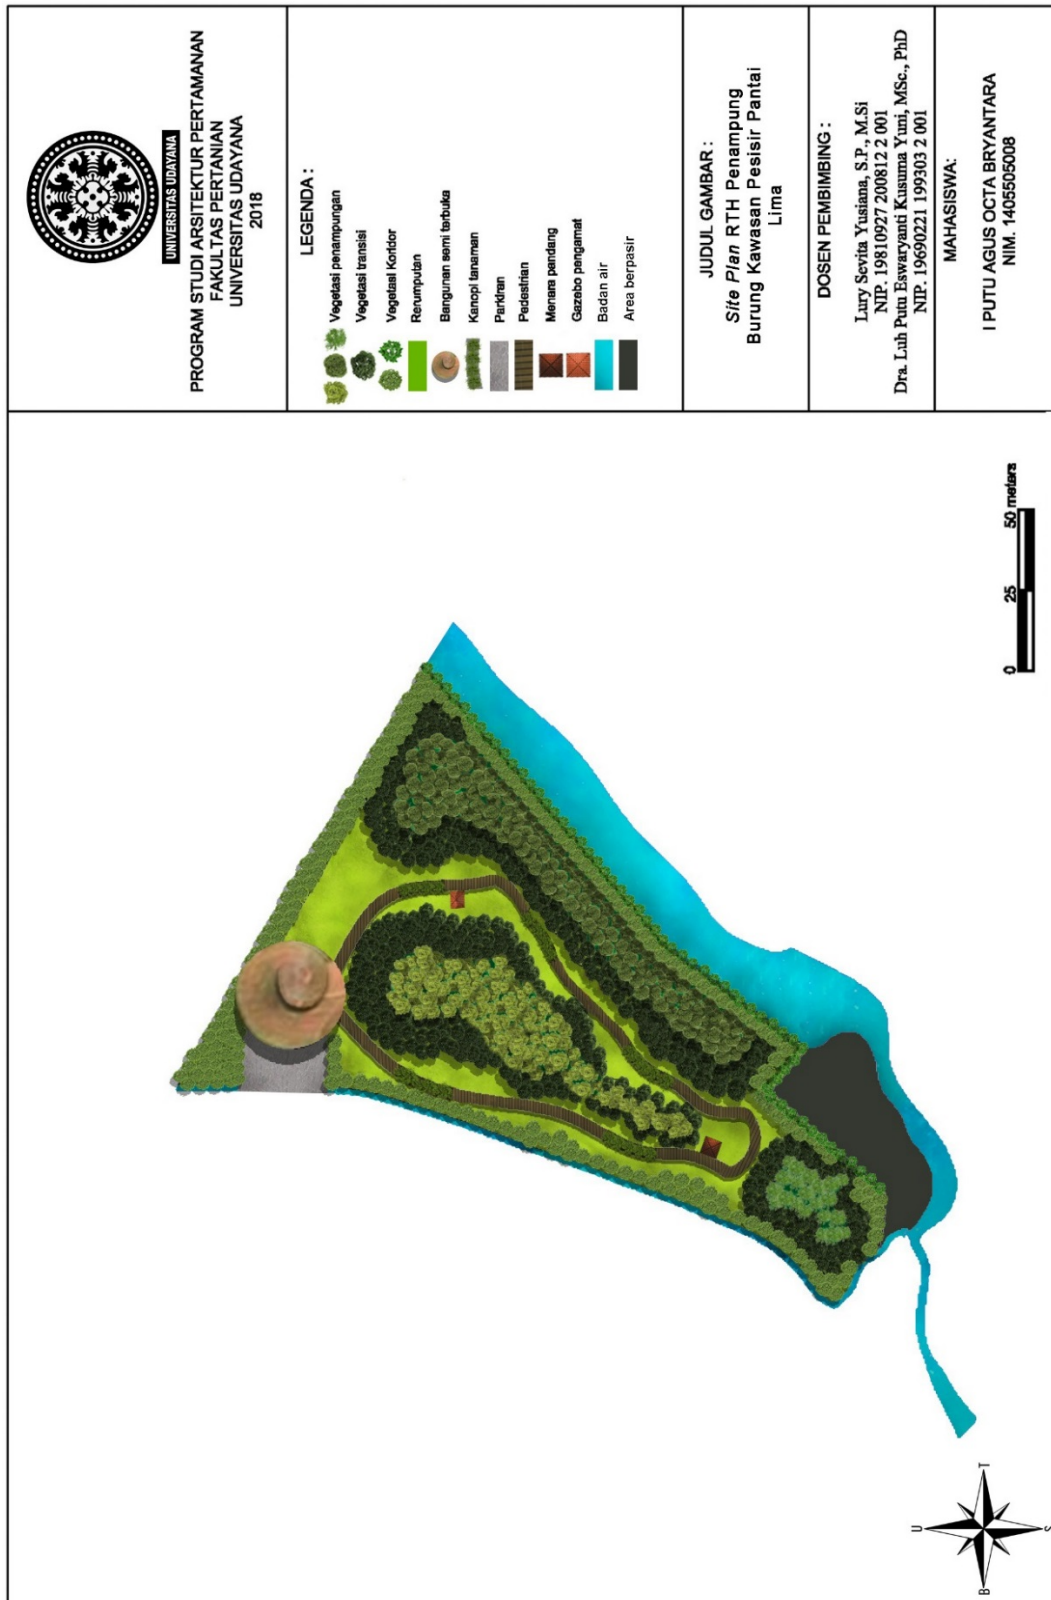 UNIVERSITAS UDAYANA
PROGRAM STUDI ARSITEKTUR PERTAMANAN
FAKULTAS PERTANIAN
UNIVERSITAS UDAYANA
2018
LEGENDA :
Vegetasi penampungan
Vegetasi transisi
Vegetasi Koridor
Rerumputan
Bangunan semi terbuka
Kanopi tanaman
Parkiran
Pedestrian
Menara pandang
Gazebo pengamat
Badan air
Area berpasir
JUDUL GAMBAR :
Site Plan RTH Penampung
Burung Kawasan Pesisir Pantai
Lima
DOSEN PEMBIMBING :
Lury Sevita Yusiana, S.P., M.Si
NIP. 19810927 2000812 2 001
Dra. Luh Putu Eswaryanti Kusuma Yuni, MSc., PhD
NIP. 19690221 199303 2 001
MAHASISWA:
I PUTU AGUS OCTA BRYANTARA
NIM. 1405505008
0 25 50 meters
U
B T
S